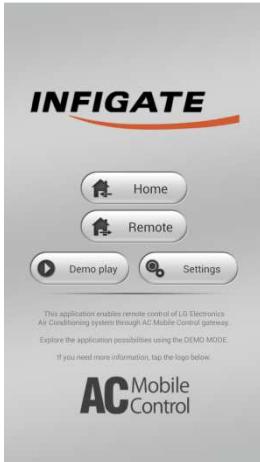 INFIGATE
Home
Remote
Demo play
Settings
This application enables remote control of LG Electronics
Air Conditioning system through AC Mobile Control gateway.
Explore the application possibilities using the DEMO MODE.
If you need more information, tap the logo below.
AC Mobile
Control